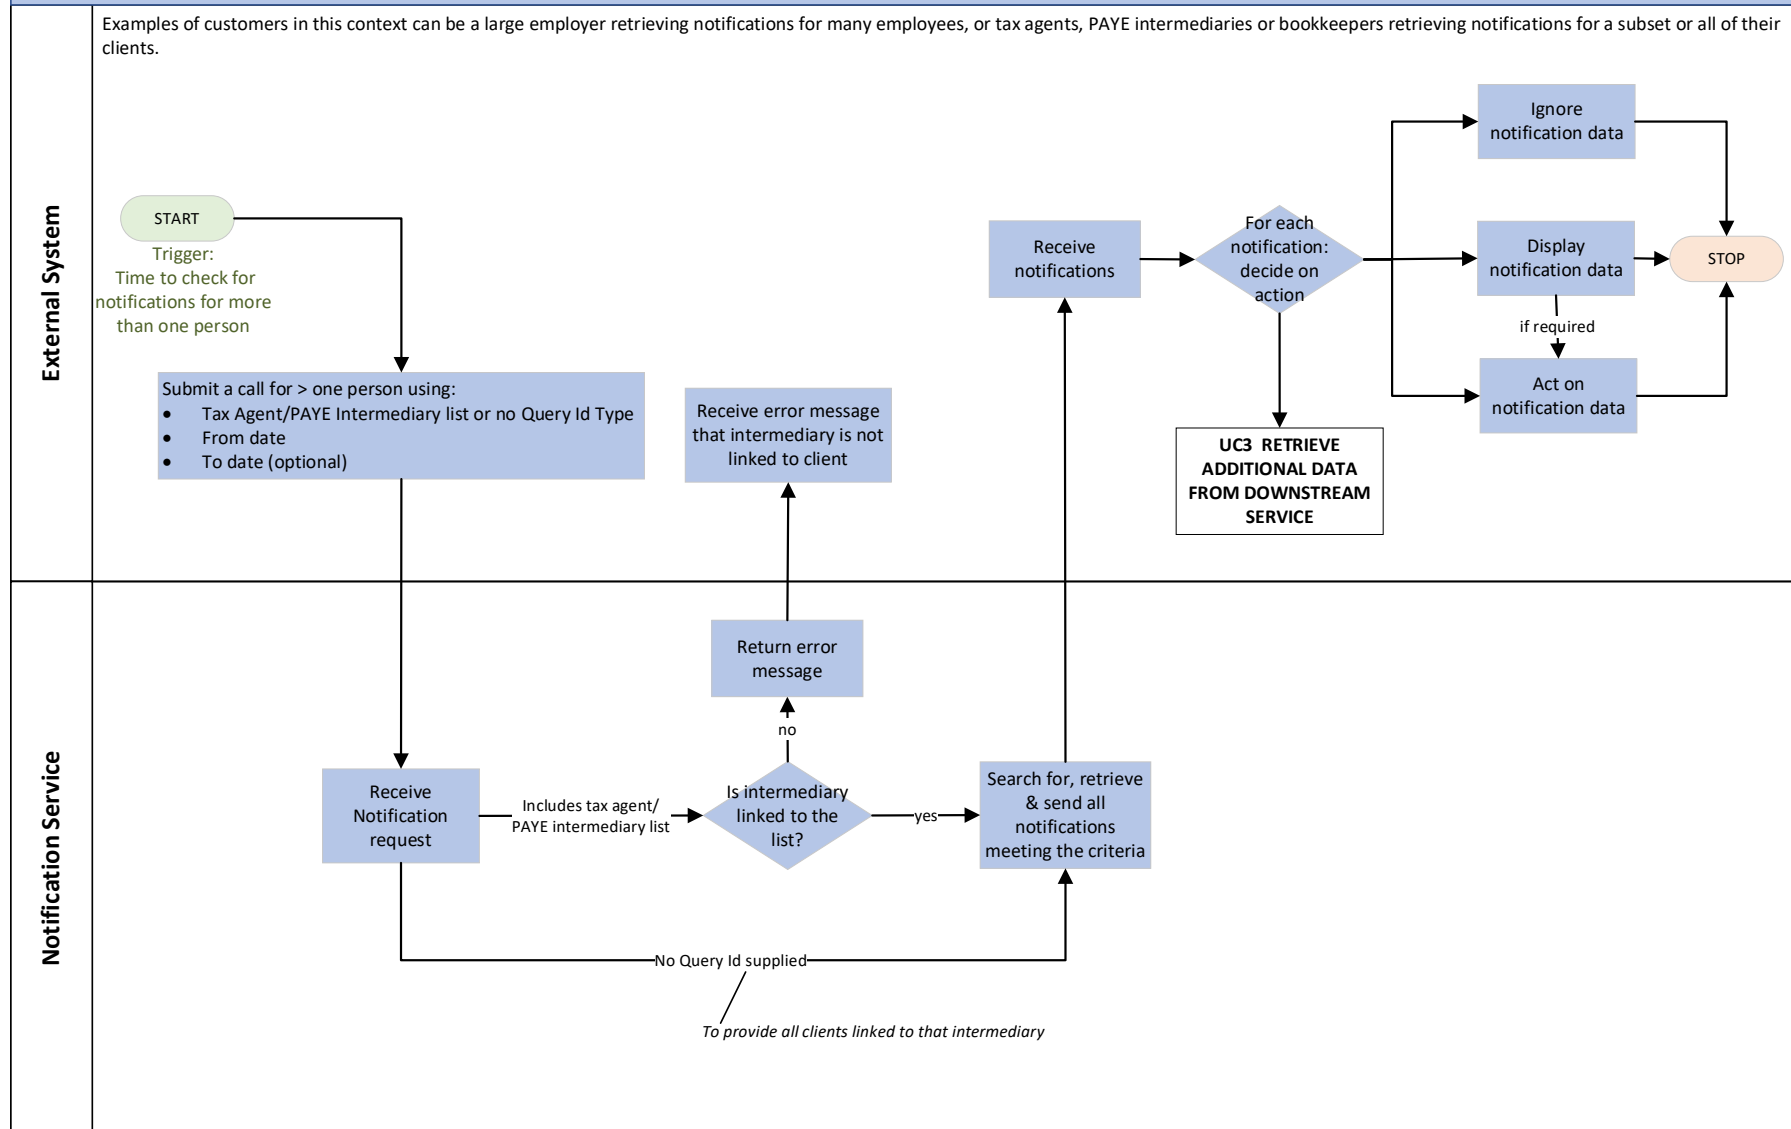 Examples of customers in this context can be a large employer retrieving notifications for many employees, or tax agents, PAYE intermediaries or bookkeepers retrieving notifications for a subset or all of their
clients.
External System
START
Trigger:
Time to check for
notifications for more
than one person
Submit a call for > one person using:
• Tax Agent/PAYE Intermediary list or no Query Id Type
• From date
• To date (optional)
Receive error message
that intermediary is not
linked to client
Receive
notifications
For each
notification:
decide on
action
Ignore
notification data
Display
notification data
if required
Act on
notification data
STOP
UC3 RETRIEVE
ADDITIONAL DATA
FROM DOWNSTREAM
SERVICE
Notification Service
Receive
Notification
request
Includes tax agent/
PAYE intermediary list
Return error
message
no
Is intermediary
linked to the
list?
yes
Search for, retrieve
& send all
notifications
meeting the criteria
No Query Id supplied
To provide all clients linked to that intermediary